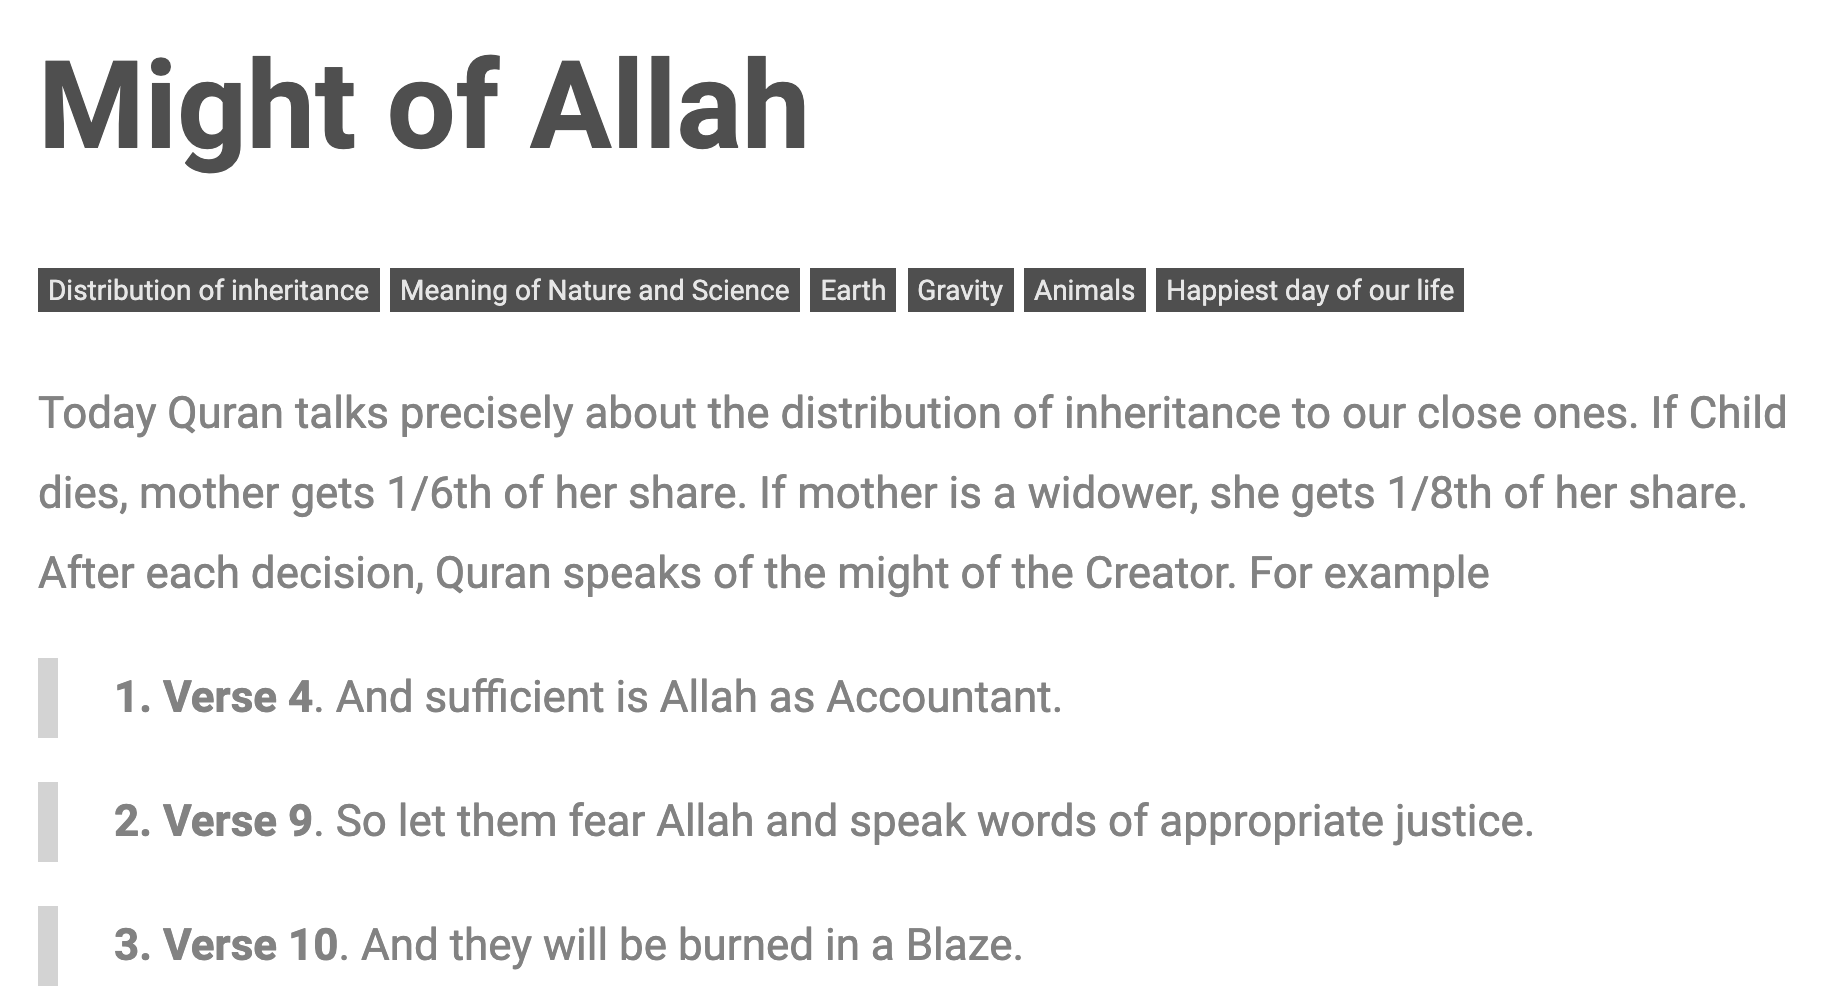 Might of Allah
Distribution of inheritance Meaning of Nature and Science Earth Gravity Animals Happiest day of our life
Today Quran talks precisely about the distribution of inheritance to our close ones. If Child
dies, mother gets 1/6th of her share. If mother is a widower, she gets 1/8th of her share.
After each decision, Quran speaks of the might of the Creator. For example
1. Verse 4. And sufficient is Allah as Accountant.
2. Verse 9. So let them fear Allah and speak words of appropriate justice.
3. Verse 10. And they will be burned in a Blaze.